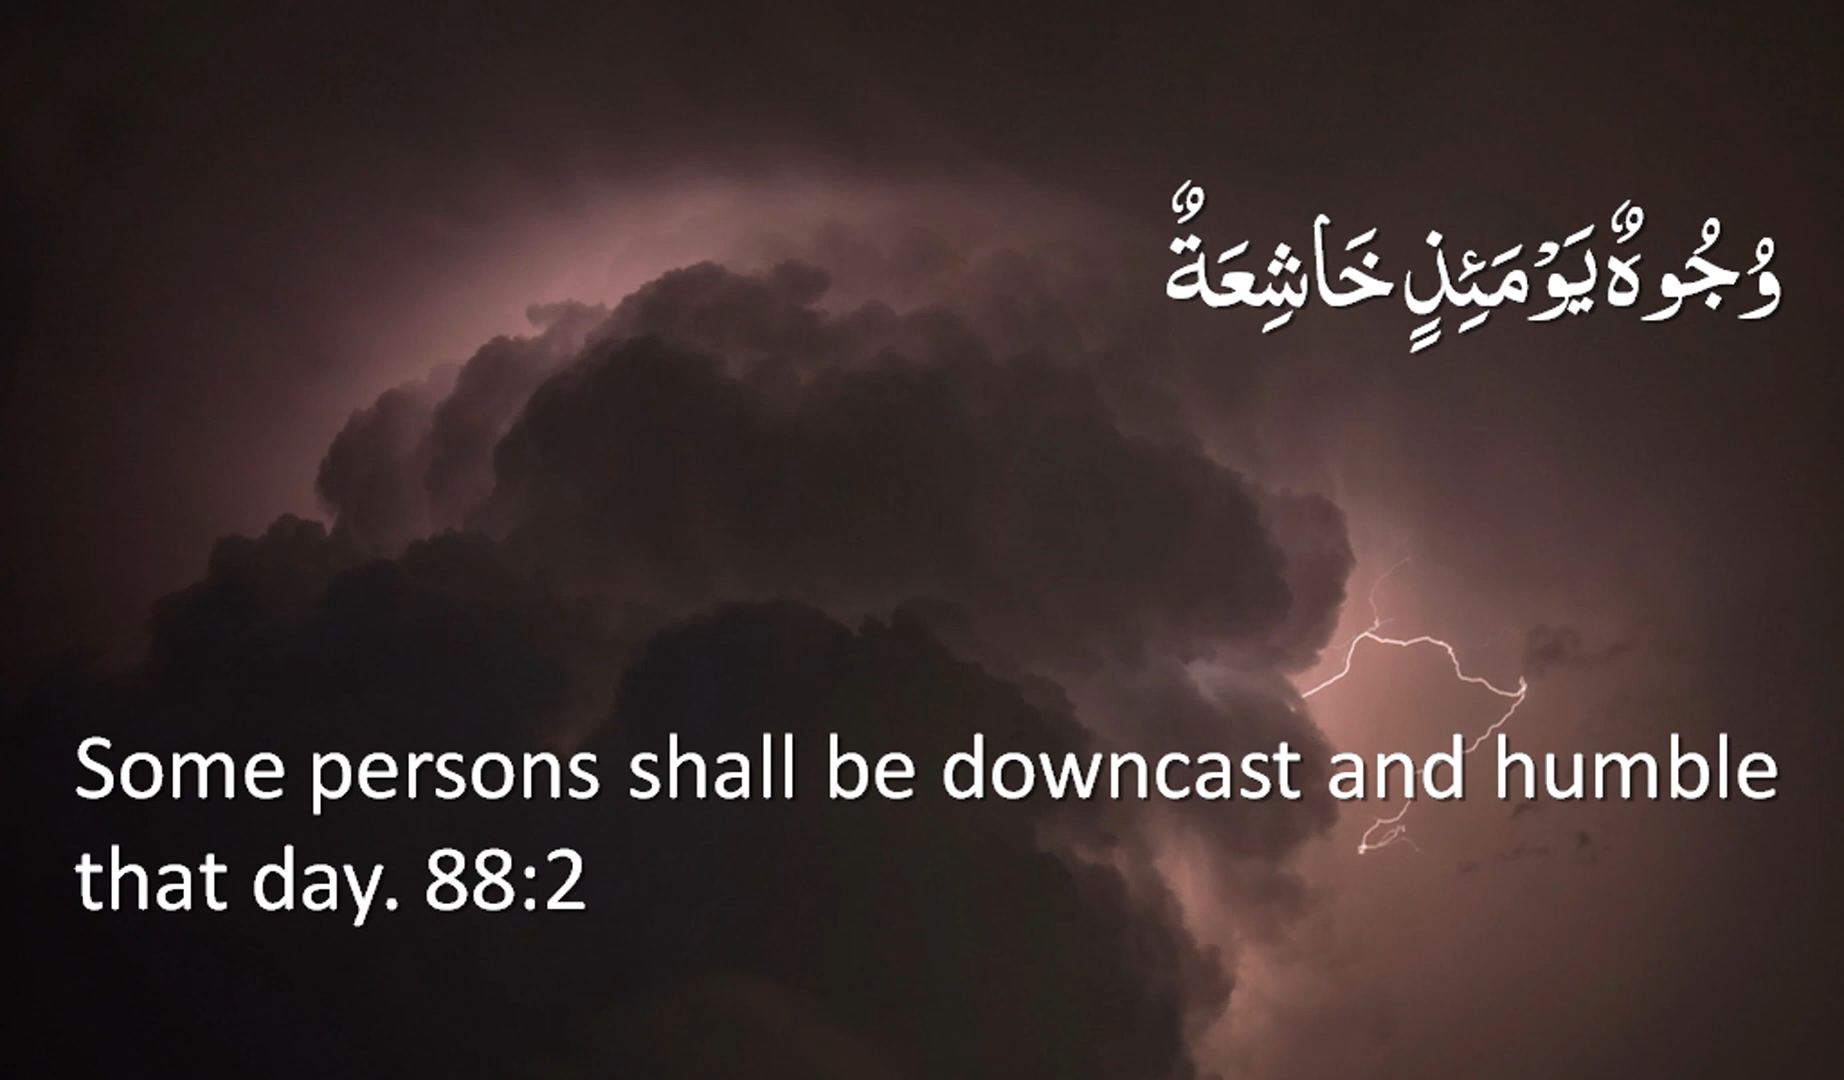 وُجُوهٌ يَوْمَئِذٍ خَاشِعَةٌ
Some persons shall be downcast and humble
that day. 88:2